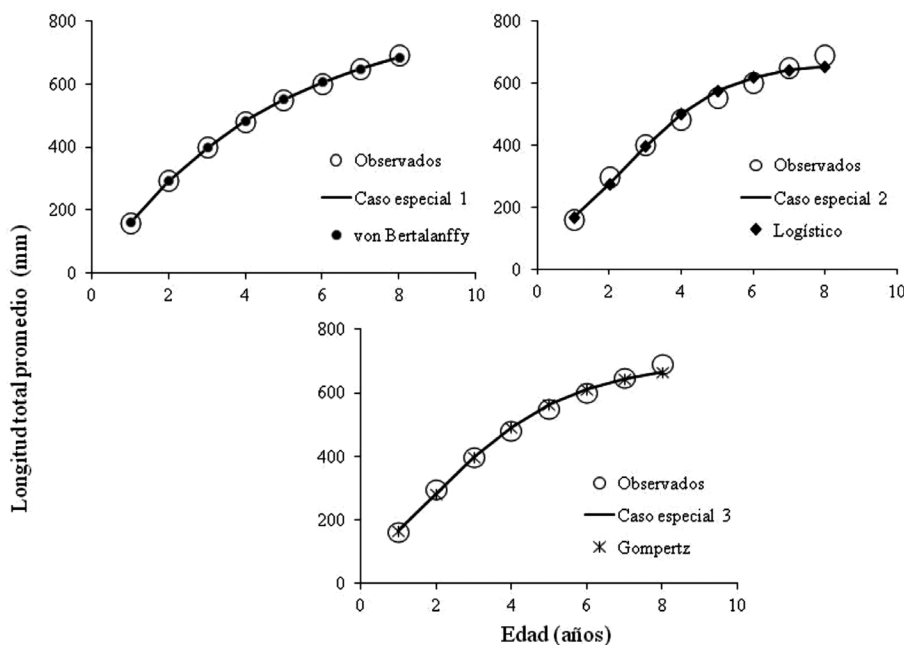 Longitud total promedio (mm)
800
600
400
200
0
0 2 4 6 8 10
Observados
Caso especial 1
von Bertalanffy
800
600
400
200
0
0 2 4 6 8 10
Observados
Caso especial 2
Logístico
800
600
400
200
0
0 2 4 6 8 10
Observados
Caso especial 3
Gompertz
Edad (años)